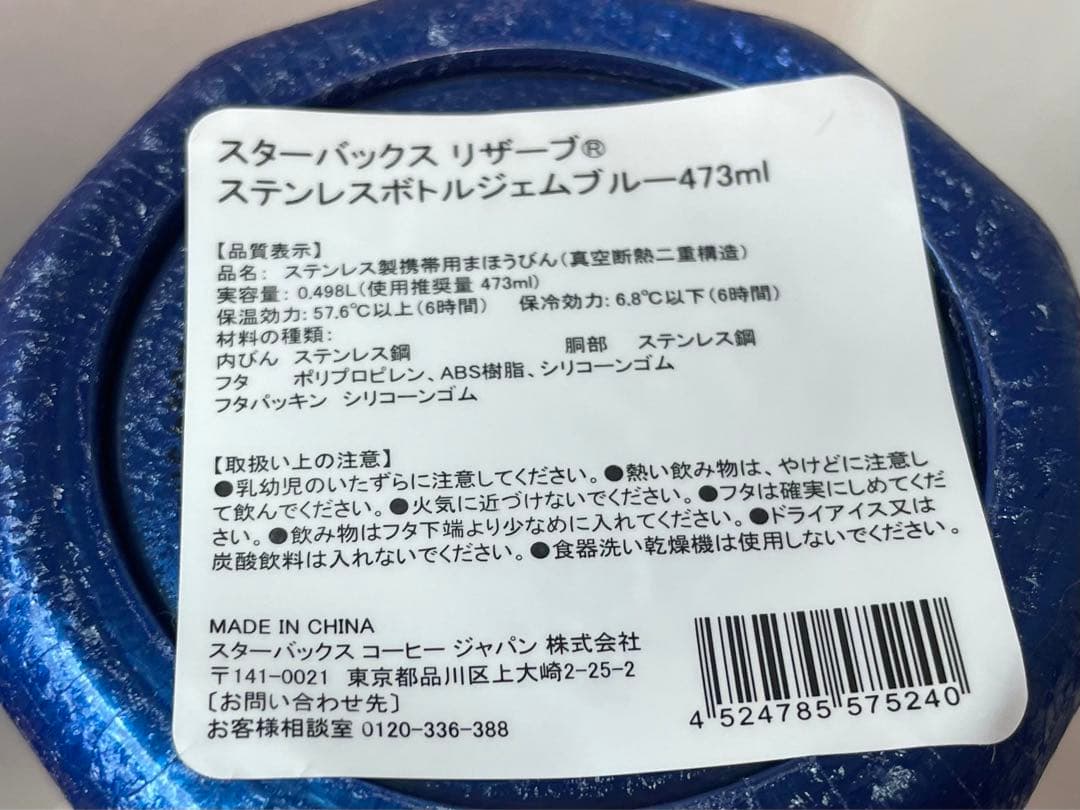 スターバックス リザーブ®
ステンレスボトルジェムブルー473ml
【品質表示】
品名: ステンレス製携帯用まほうびん(真空断熱二重構造)
実容量: 0.498L(使用推奨量 473ml)
保温効力: 57.6℃以上(6時間) 保冷効力: 6.8℃以下(6時間)
材料の種類:
内びん ステンレス鋼 胴部 ステンレス鋼
フタ ポリプロピレン、ABS樹脂、シリコーンゴム
フタパッキン シリコーンゴム
【取扱い上の注意】
●乳幼児のいたずらに注意してください。●熱い飲み物は、やけどに注意し
て飲んでください。●火気に近づけないでください。●フタは確実にしめてくだ
さい。●飲み物はフタ下端より少なめに入れてください。●ドライアイス又は
炭酸飲料は入れないでください。●食器洗い乾燥機は使用しないでください。
MADE IN CHINA
スターバックス コーヒー ジャパン 株式会社
〒141-0021 東京都品川区上大崎2-25-2
[お問い合わせ先]
お客様相談室 0120-336-388
4 524785 575240